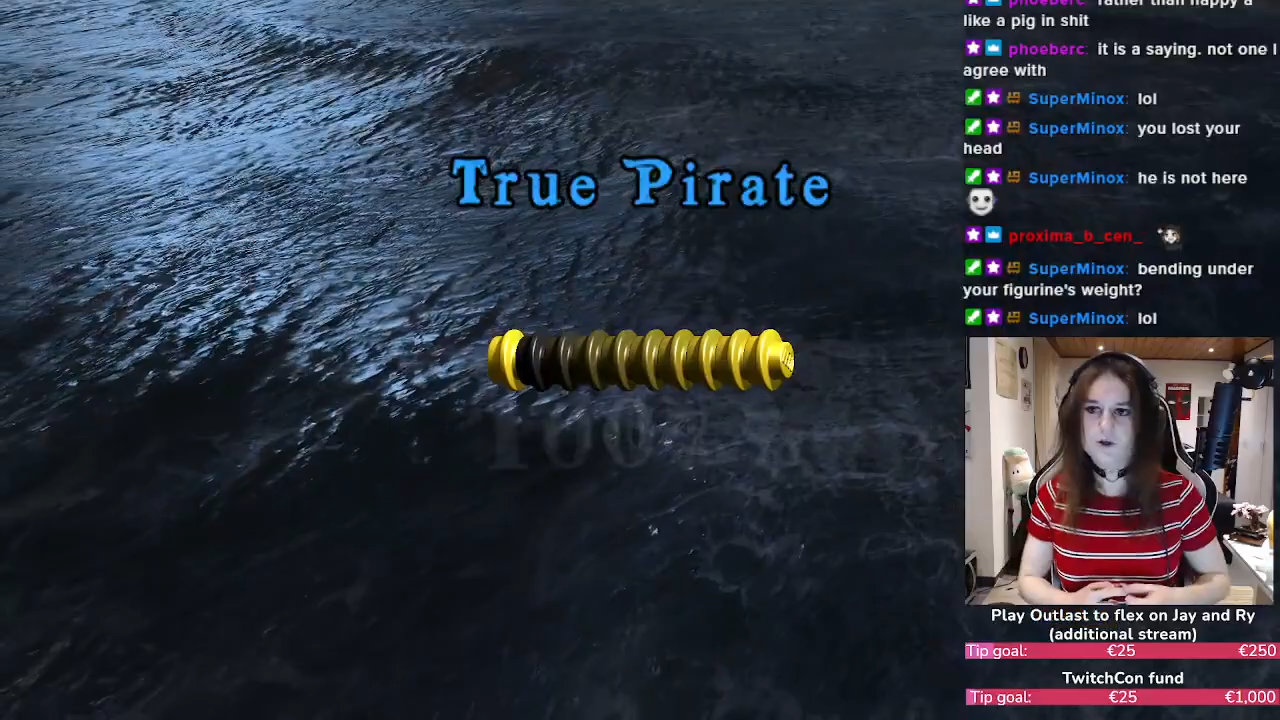 True Pirate
100%
phoeberc: rather than happy a
like a pig in shit
phoeberc: it is a saying. not one I
agree with
SuperMinox: lol
SuperMinox: you lost your
head
SuperMinox: he is not here
proxima_b_cen_
SuperMinox: bending under
your figurine's weight?
SuperMinox: lol
Play Outlast to flex on Jay and Ry
(additional stream)
Tip goal: €25 €250
TwitchCon fund
Tip goal: €25 €1,000